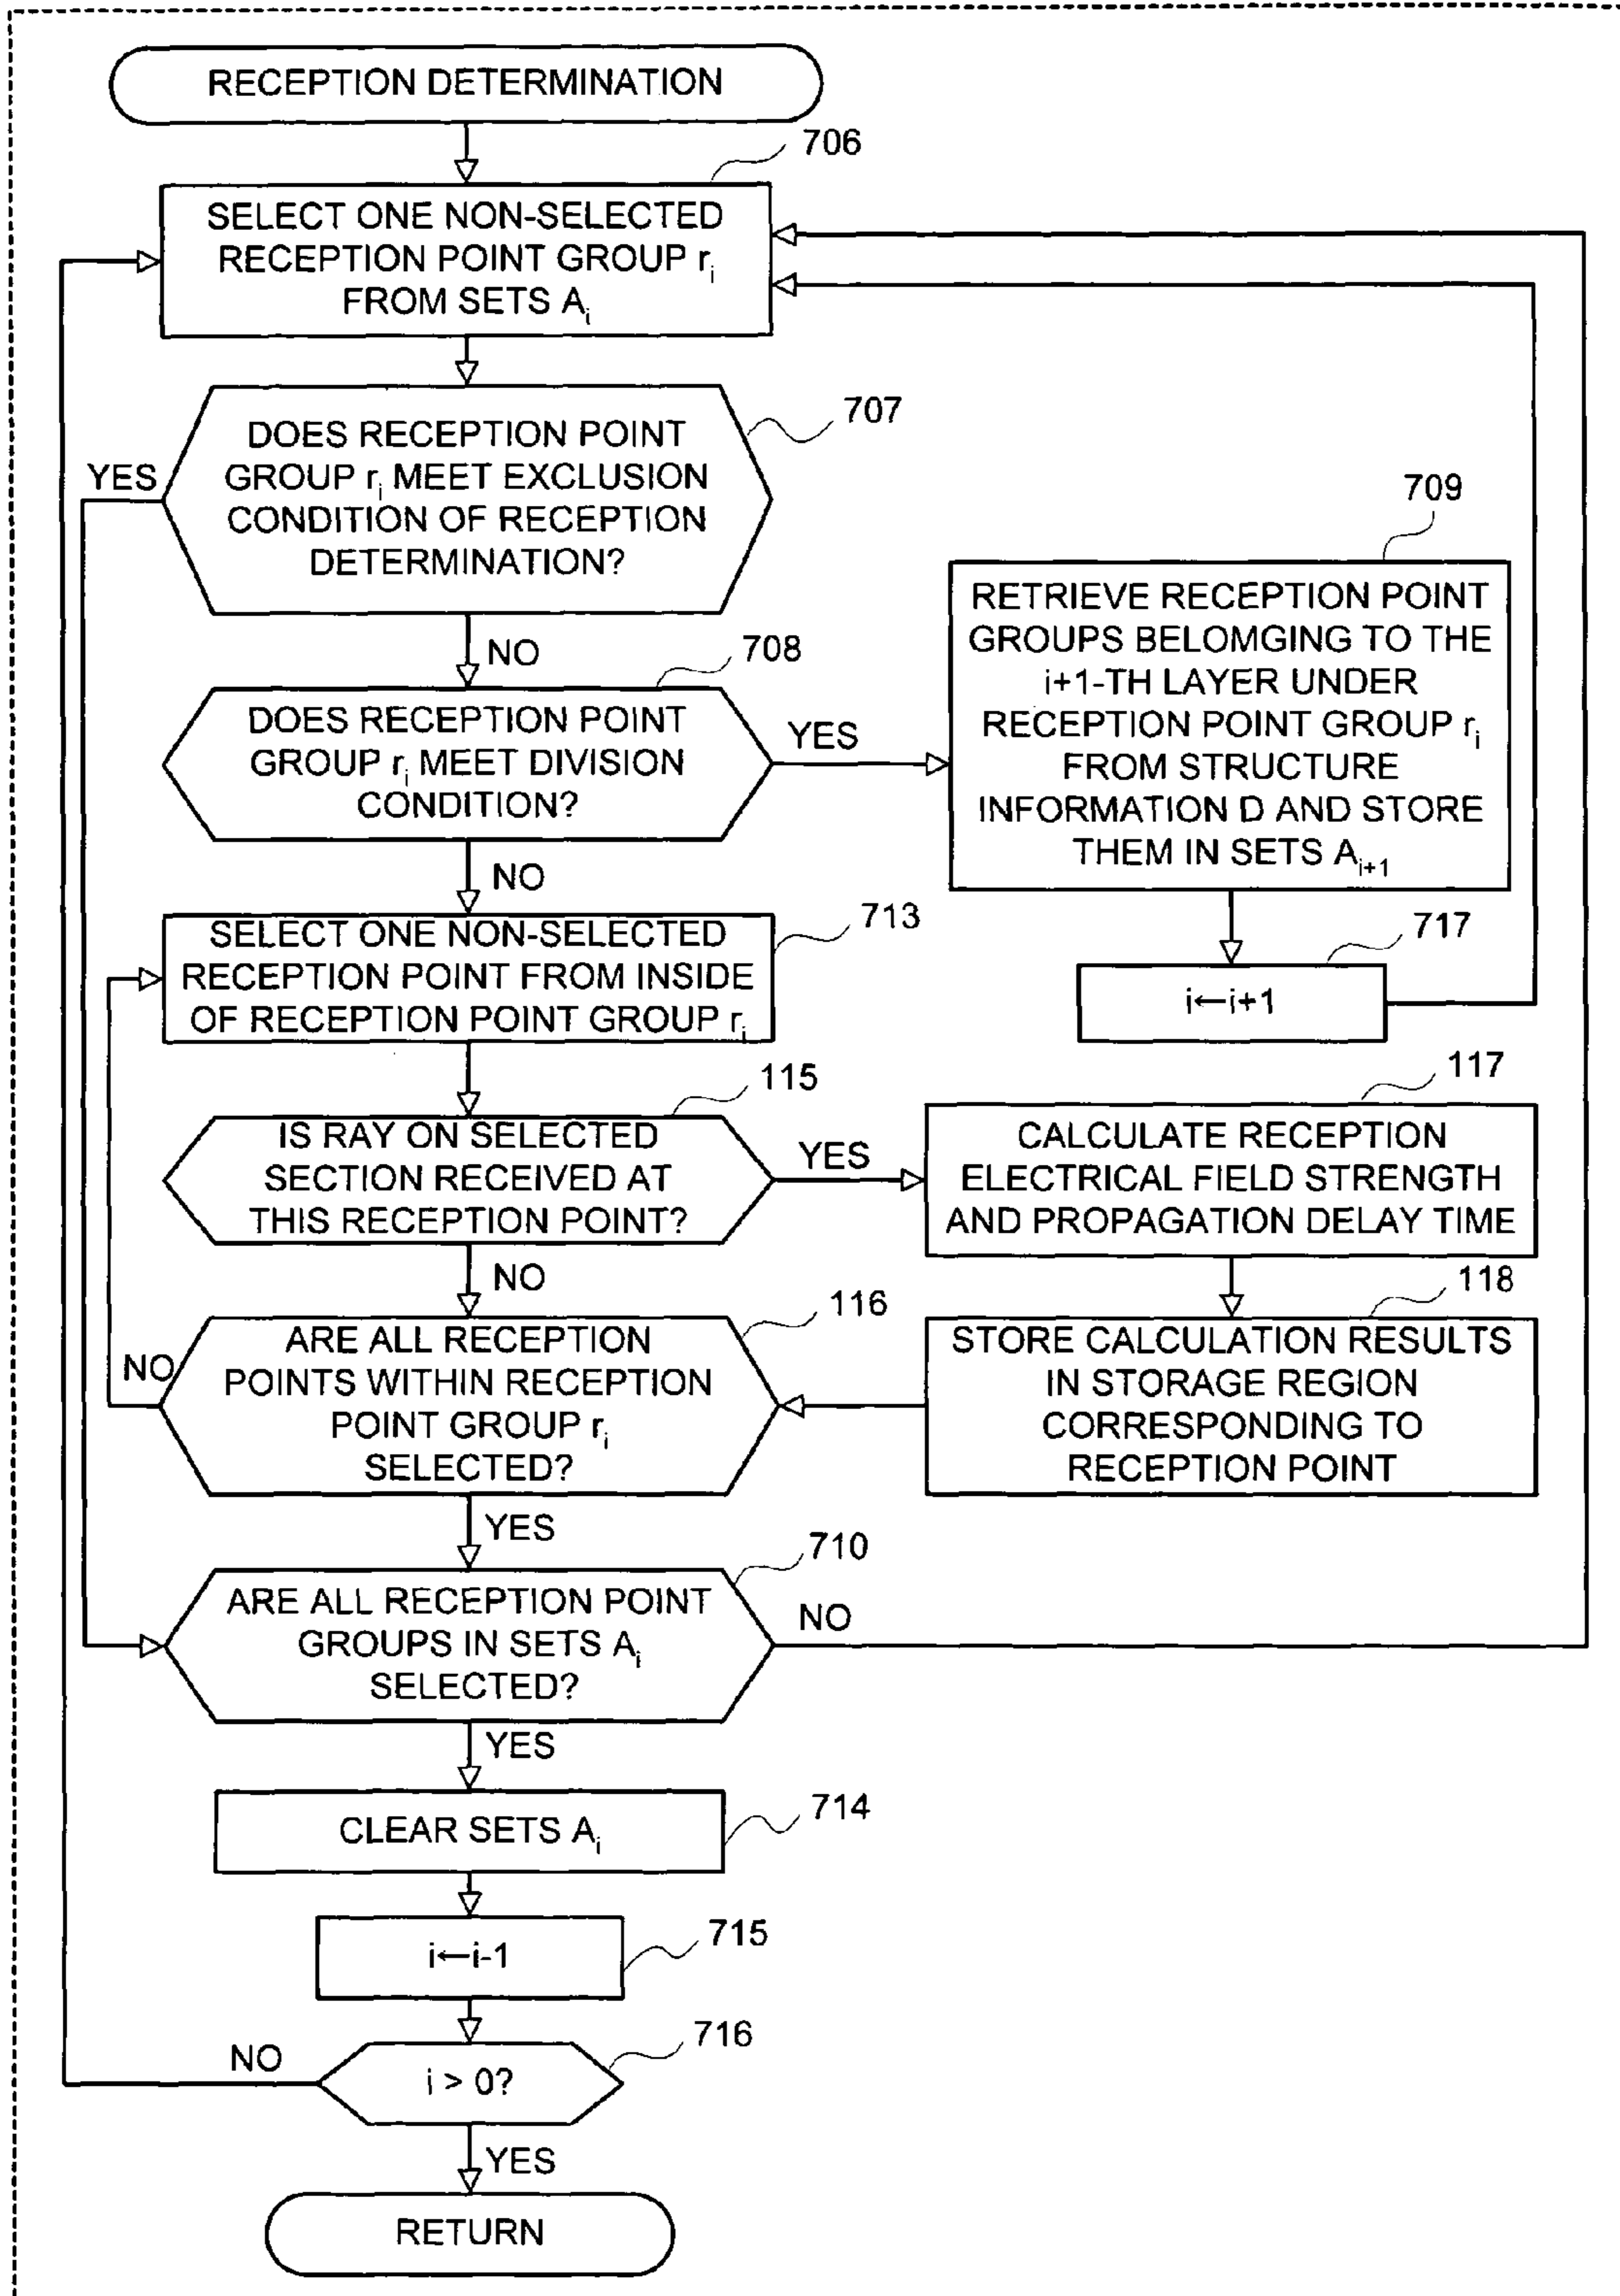 RECEPTION DETERMINATION
706
SELECT ONE NON-SELECTED
RECEPTION POINT GROUP ri
FROM SETS Ai
707
DOES RECEPTION POINT
GROUP ri MEET EXCLUSION
CONDITION OF RECEPTION
DETERMINATION?
YES
NO
708
DOES RECEPTION POINT
GROUP ri MEET DIVISION
CONDITION?
YES
NO
709
RETRIEVE RECEPTION POINT
GROUPS BELOMGING TO THE
i+1-TH LAYER UNDER
RECEPTION POINT GROUP ri
FROM STRUCTURE
INFORMATION D AND STORE
THEM IN SETS Ai+1
717
i←i+1
713
SELECT ONE NON-SELECTED
RECEPTION POINT FROM INSIDE
OF RECEPTION POINT GROUP ri
115
IS RAY ON SELECTED
SECTION RECEIVED AT
THIS RECEPTION POINT?
YES
NO
117
CALCULATE RECEPTION
ELECTRICAL FIELD STRENGTH
AND PROPAGATION DELAY TIME
118
STORE CALCULATION RESULTS
IN STORAGE REGION
CORRESPONDING TO
RECEPTION POINT
116
ARE ALL RECEPTION
POINTS WITHIN RECEPTION
POINT GROUP ri
SELECTED?
NO
YES
710
ARE ALL RECEPTION POINT
GROUPS IN SETS Ai
SELECTED?
NO
YES
714
CLEAR SETS Ai
715
i←i-1
716
i > 0?
NO
YES
RETURN